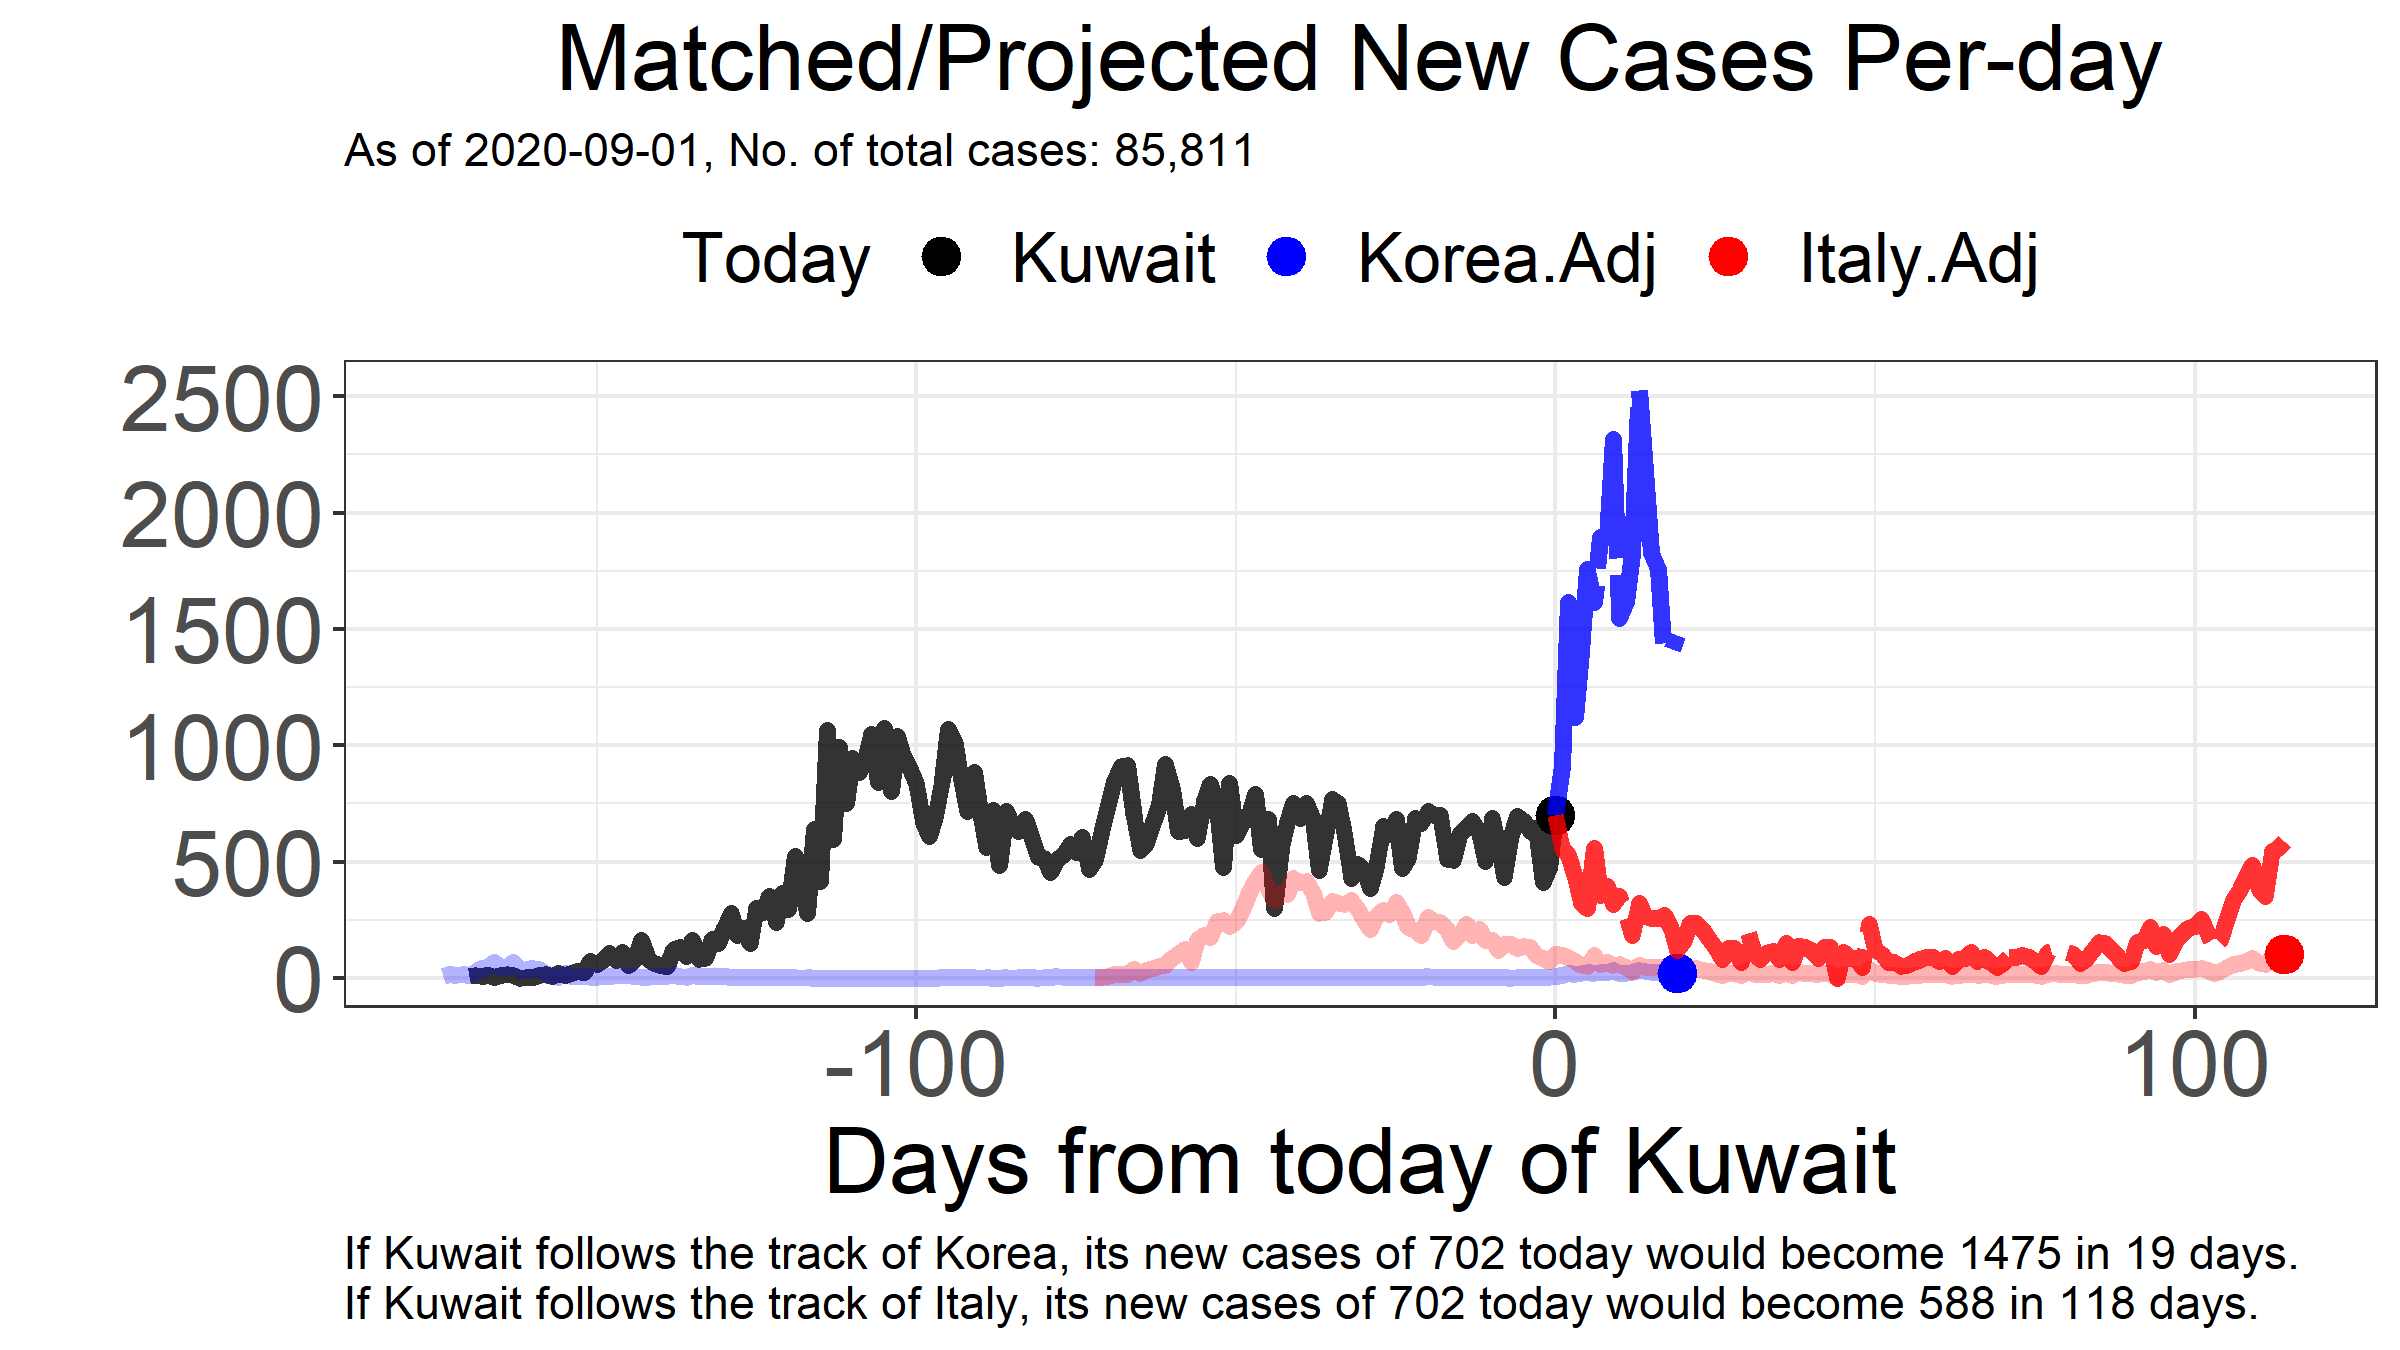 Matched/Projected New Cases Per-day
As of 2020-09-01, No. of total cases: 85,811
Today Kuwait Korea.Adj Italy.Adj
2500
2000
1500
1000
500
0
-100 0 100
Days from today of Kuwait
If Kuwait follows the track of Korea, its new cases of 702 today would become 1475 in 19 days.
If Kuwait follows the track of Italy, its new cases of 702 today would become 588 in 118 days.